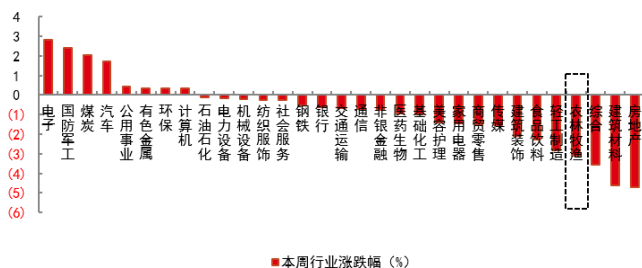 4
3
2
1
0
(1)
(2)
(3)
(4)
(5)
(6)
电子
国防军工
煤炭
汽车
公用事业
有色金属
环保
计算机
石油石化
电力设备
机械设备
纺织服饰
社会服务
钢铁
银行
交通运输
通信
非银金融
医药生物
基础化工
美容护理
家用电器
商贸零售
传媒
建筑装饰
食品饮料
轻工制造
农林牧渔
综合
建筑材料
房地产
本周行业涨跌幅（%）